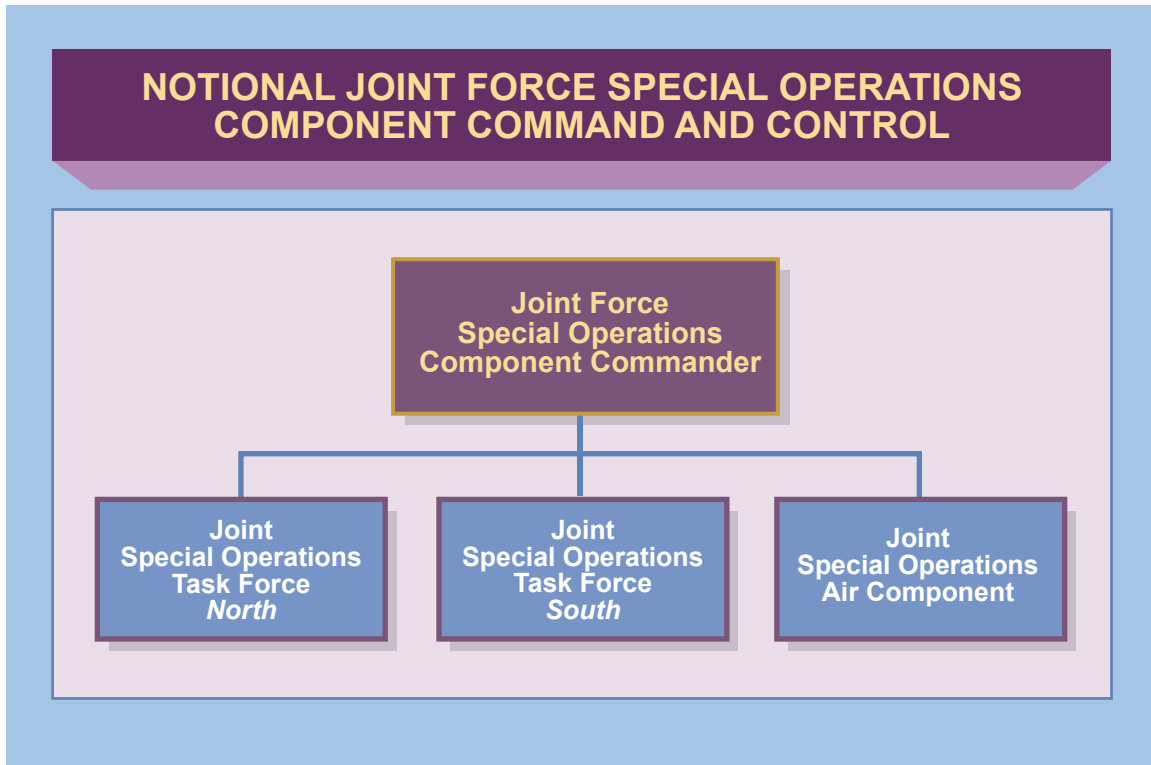 NOTIONAL JOINT FORCE SPECIAL OPERATIONS
COMPONENT COMMAND AND CONTROL
Joint Force
Special Operations
Component Commander
Joint
Special Operations
Task Force
North
Joint
Special Operations
Task Force
South
Joint
Special Operations
Air Component